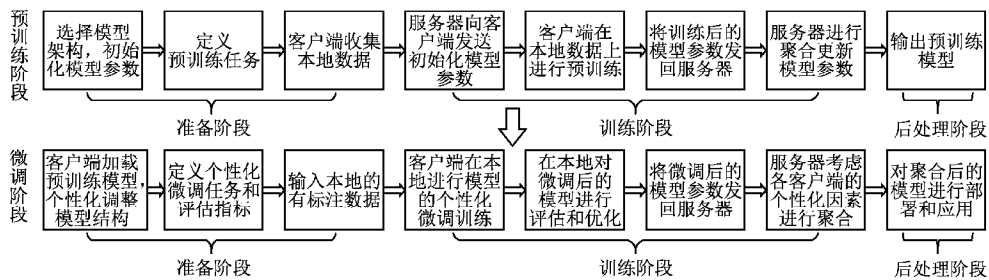 预训练阶段
选择模型
架构，初始
化模型参数
定义
预训练任务
客户端收集
本地数据
服务器向客
户端发送
初始化模型
参数
客户端在
本地数据上
进行预训练
将训练后的
模型参数发
回服务器
服务器进行
聚合更新
模型参数
输出预训练
模型
准备阶段
训练阶段
后处理阶段
微调阶段
客户端加载
预训练模型，
个性化调整
模型结构
定义个性化
微调任务和
评估指标
输入本地的
有标注数据
客户端在本
地进行模型
的个性化
微调训练
在本地对
微调后的
模型进行
评估和优化
将微调后的
模型参数发
回服务器
服务器考虑
各客户端的
个性化因素
进行聚合
对聚合后的
模型进行部
署和应用
准备阶段
训练阶段
后处理阶段